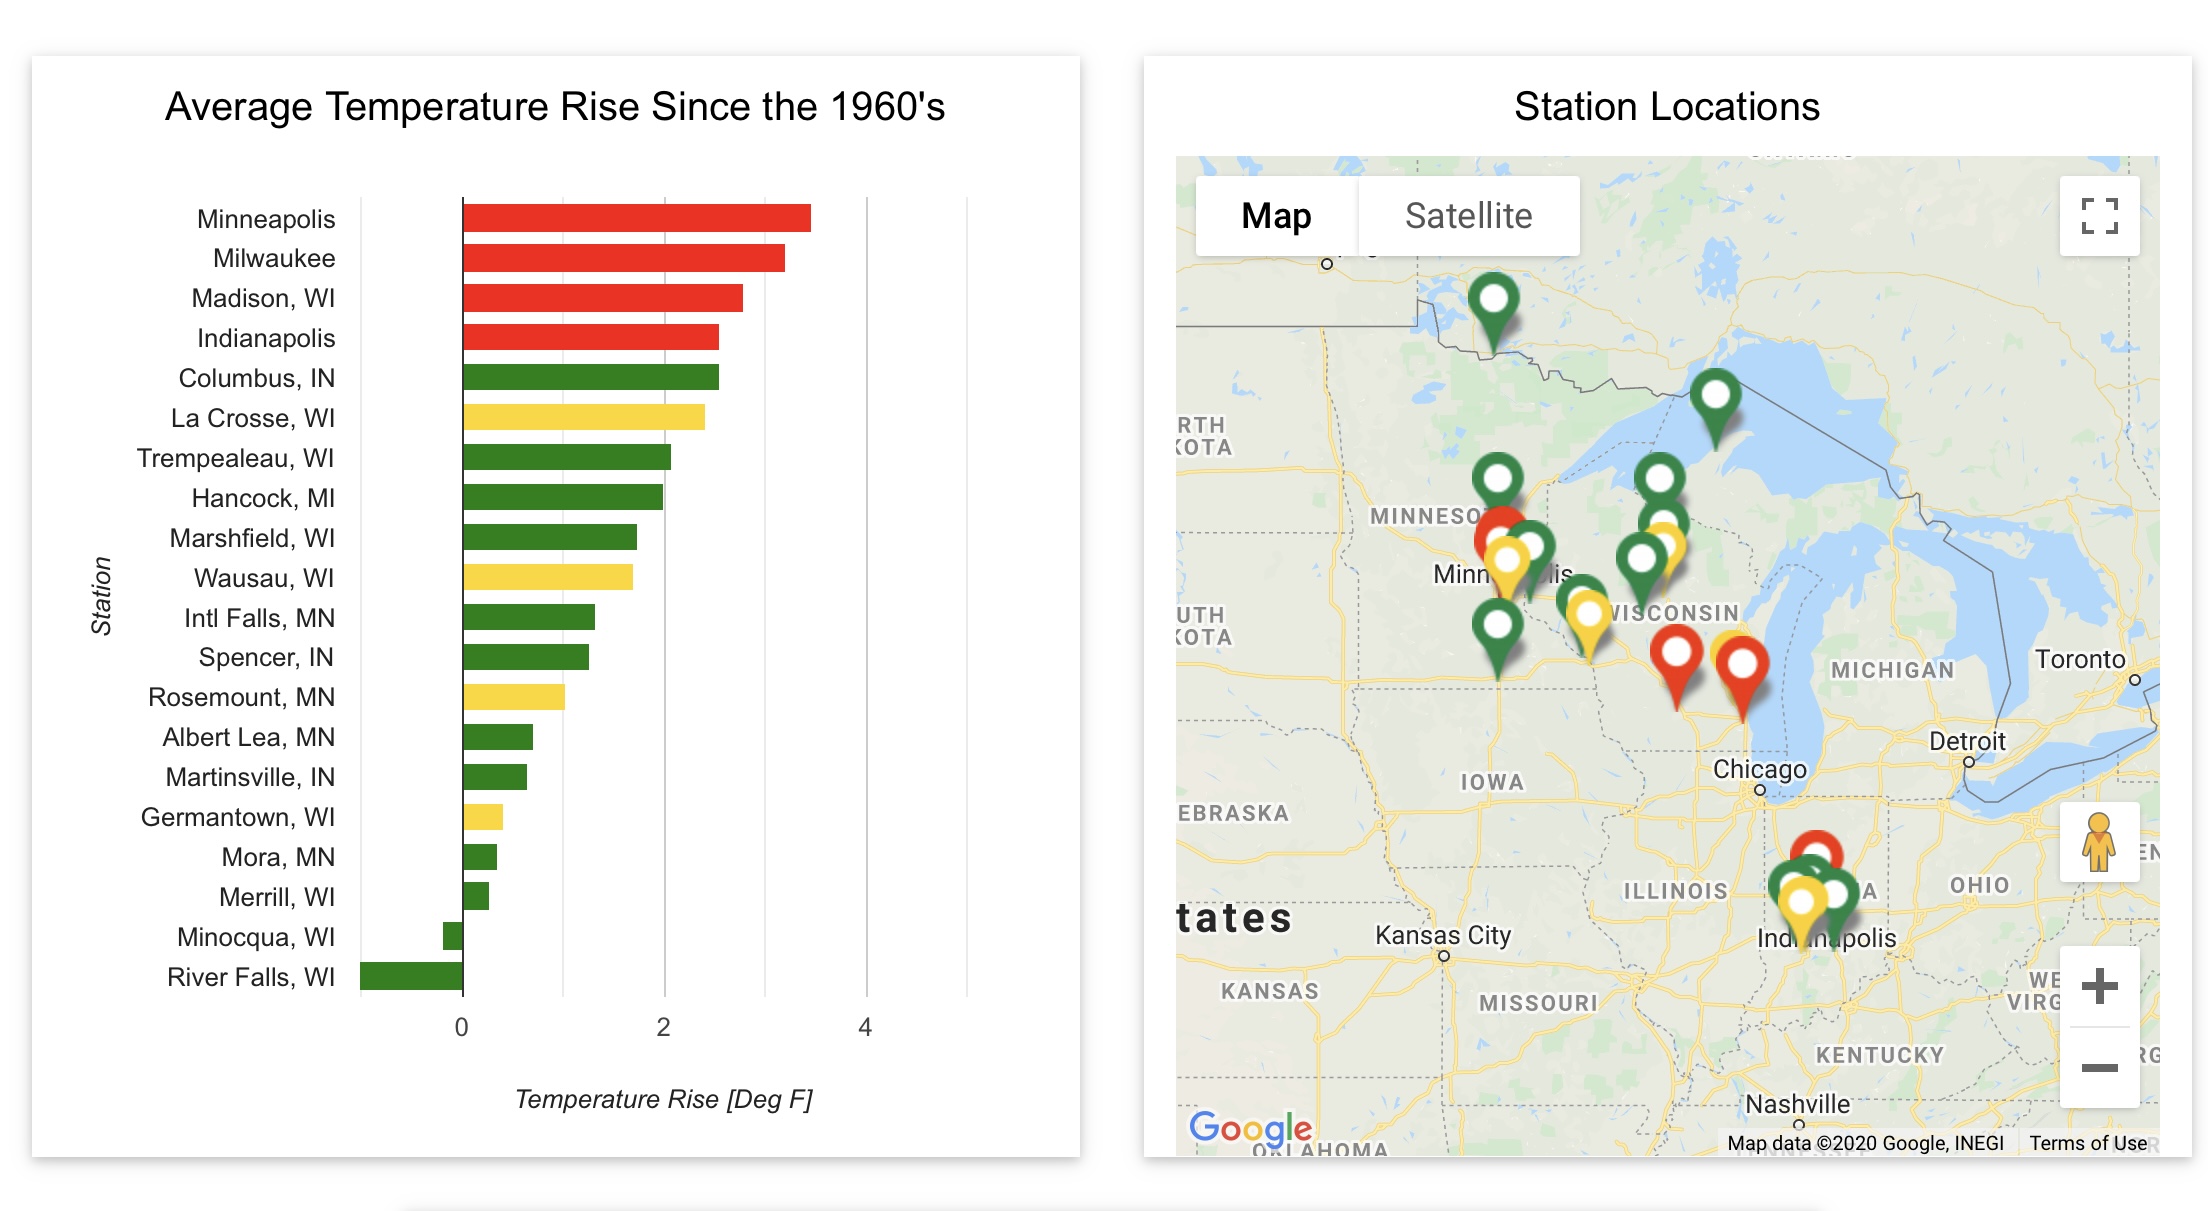 Average Temperature Rise Since the 1960's
Minneapolis
Milwaukee
Madison, WI
Indianapolis
Columbus, IN
La Crosse, WI
Trempealeau, WI
Hancock, MI
Marshfield, WI
Wausau, WI
Intl Falls, MN
Spencer, IN
Rosemount, MN
Albert Lea, MN
Martinsville, IN
Germantown, WI
Mora, MN
Merrill, WI
Minocqua, WI
River Falls, WI
Station
0 2 4
Temperature Rise [Deg F]
Station Locations
Map Satellite
RTH
KOTA
MINNESO
Minn lis
UTH
KOTA
WISCONSIN
MICHIGAN
Toronto
Detroit
Chicago
IOWA
EBRASKA
ILLINOIS
A
OHIO
EN
tates
Kansas City
Indianapolis
KANSAS
MISSOURI
WE
VIRG
KENTUCKY
RG
Nashville
Google
OKLAHOMA
Map data ©2020 Google, INEGI Terms of Use